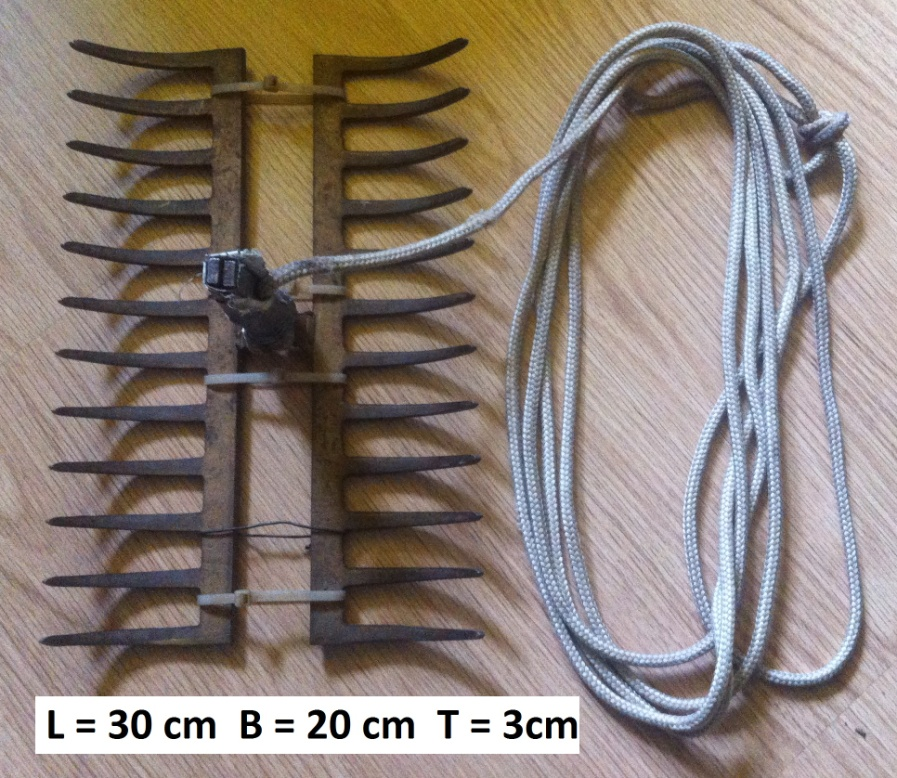 L = 30 cm B = 20 cm T = 3cm